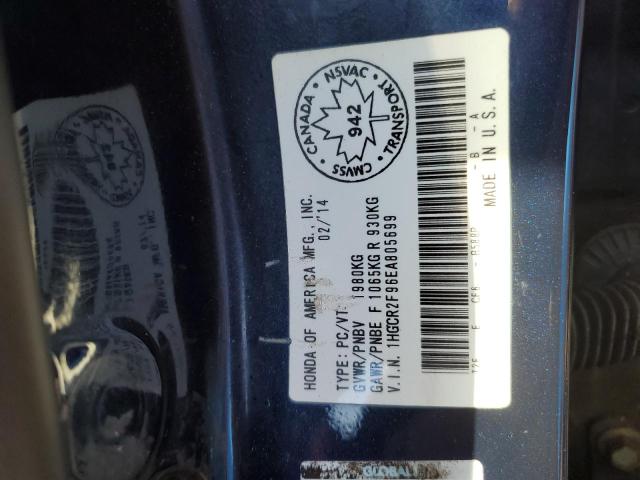 HONDA OF AMERICA MFG., INC.
02/'14
TYPE: PC/VT:
GVWR/PNBV 1980KG
GAWR/PNBE F 1065KG R 930KG
V.I.N. 1HGCR2F96EA805699
CANADA
NSVAC
TRANSPORT
CMVSS
942
-B -A
MADE IN U.S.A.
GLOBAL